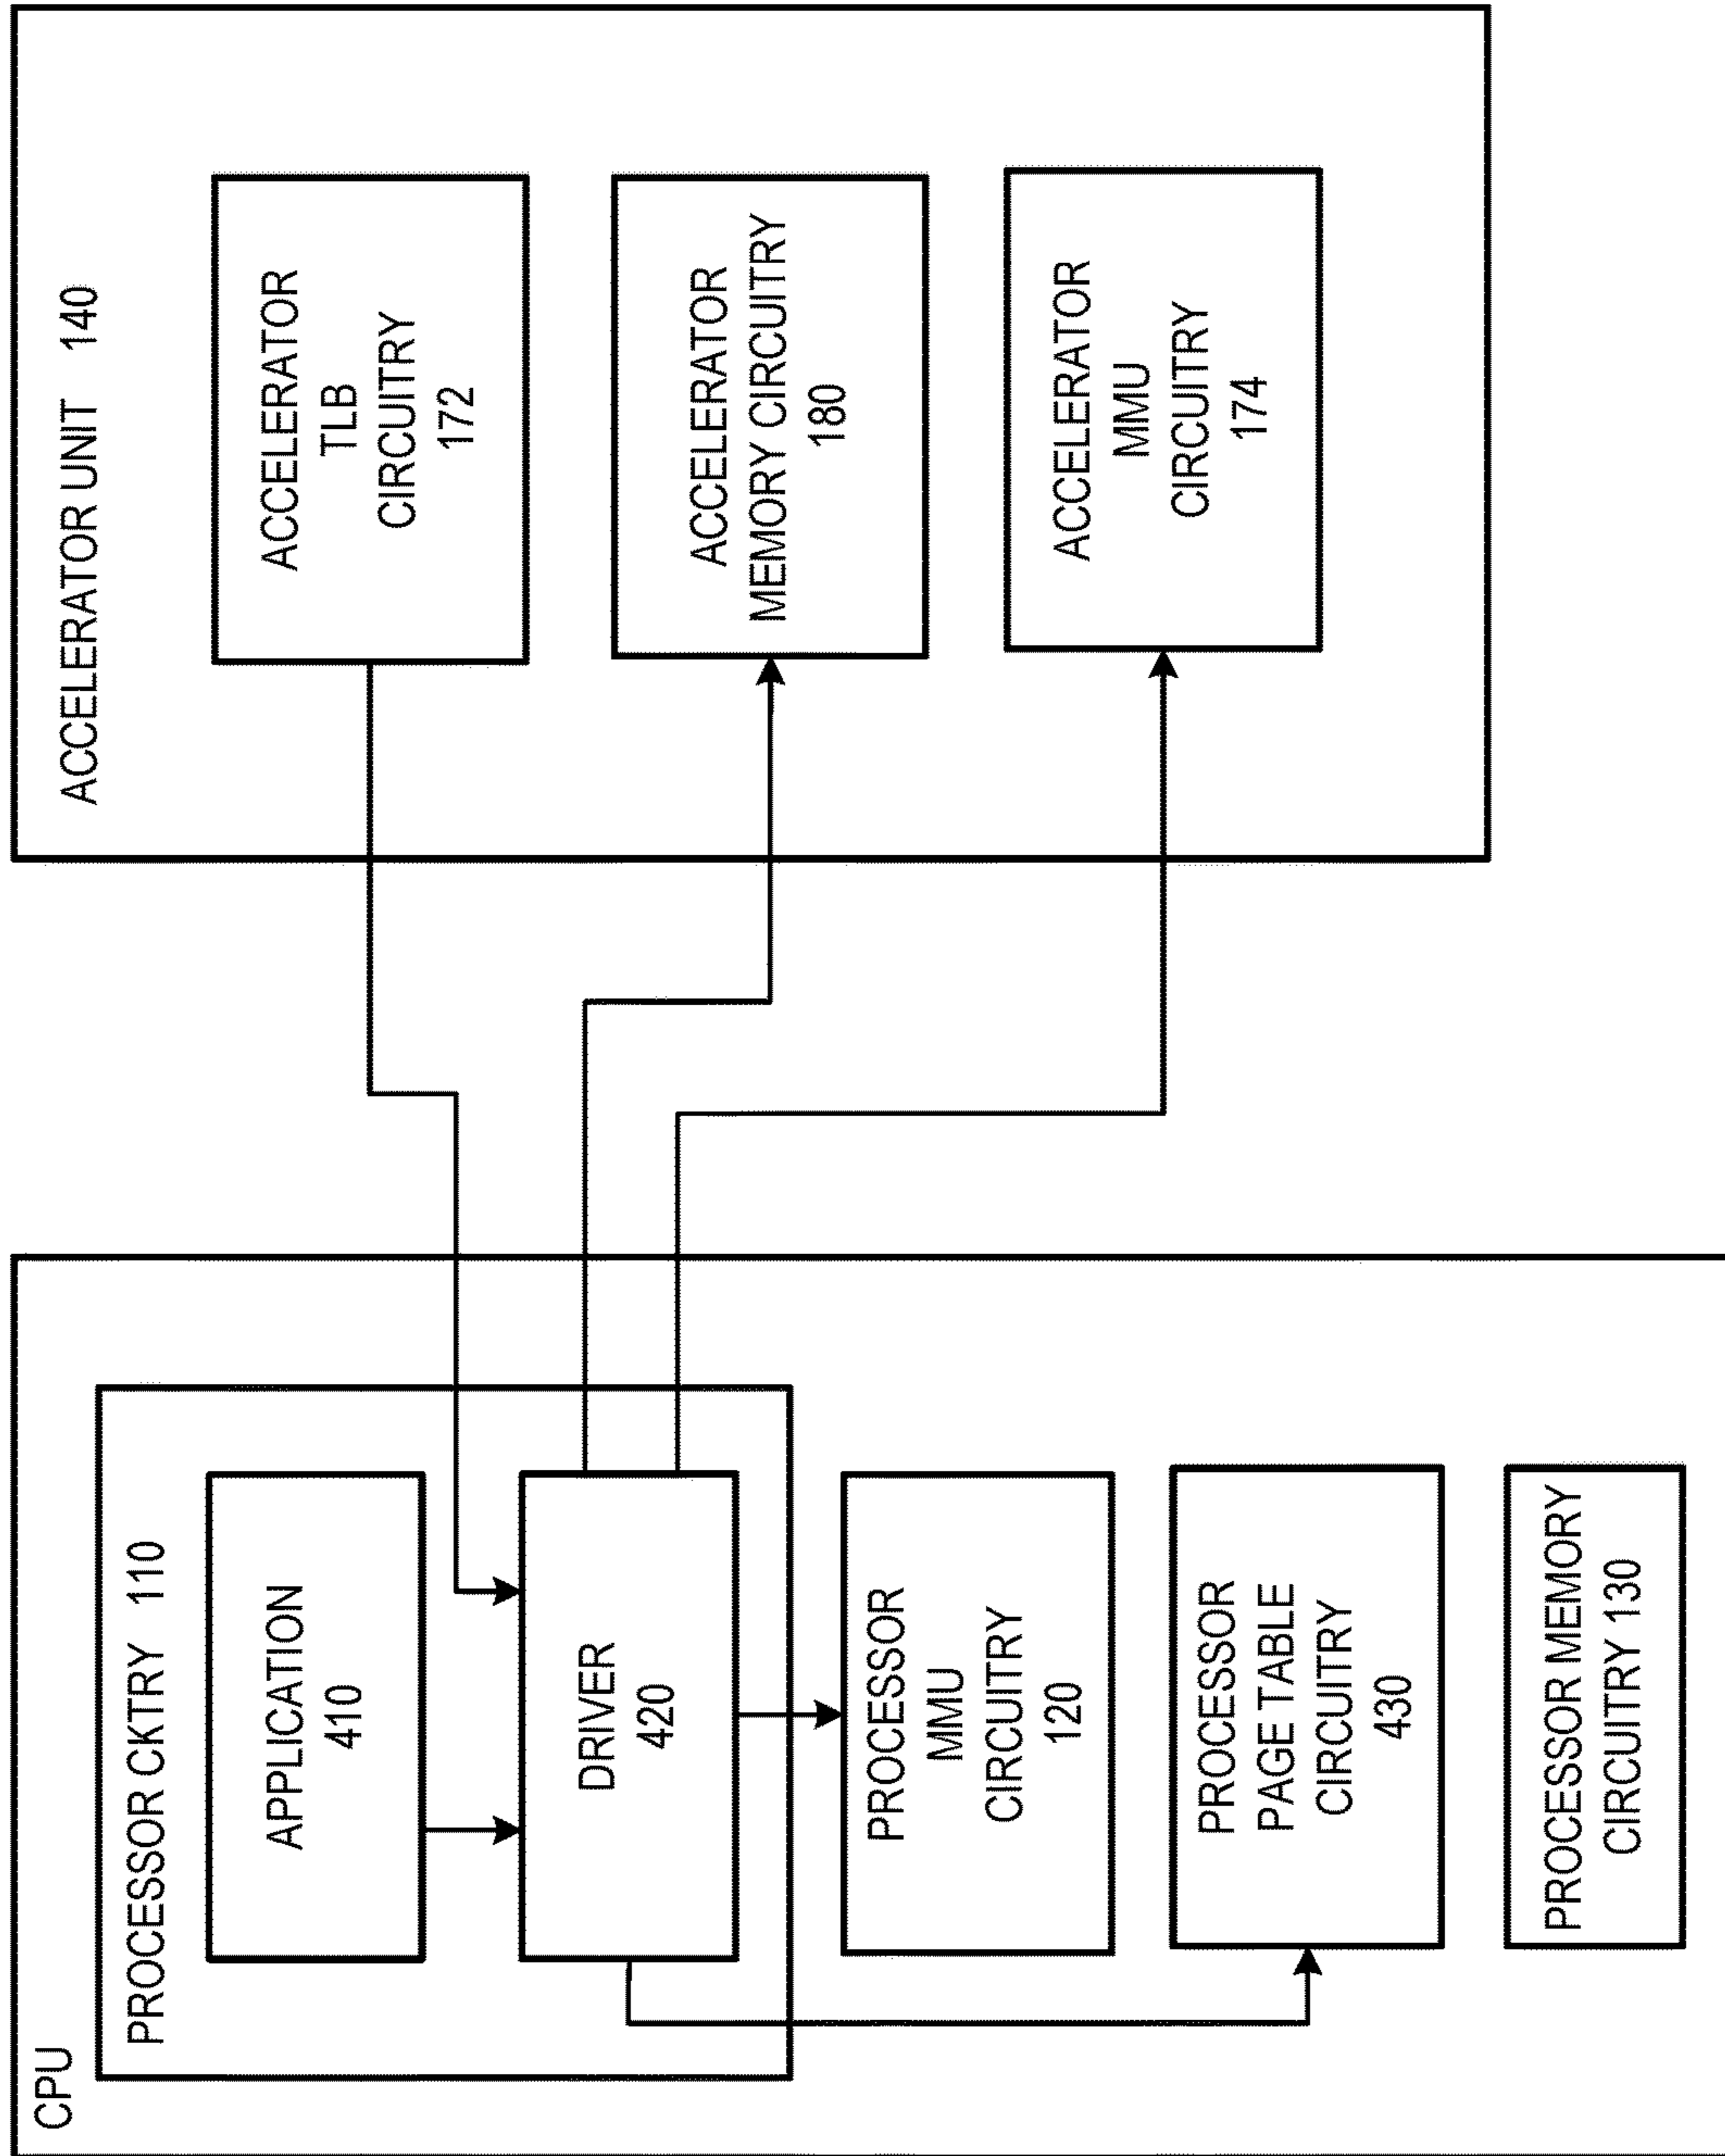 CPU
PROCESSOR CKTRY 110
APPLICATION
410
DRIVER
420
PROCESSOR
MMU
CIRCUITRY
120
PROCESSOR
PAGE TABLE
CIRCUITRY
430
PROCESSOR MEMORY
CIRCUITRY 130
ACCELERATOR UNIT 140
ACCELERATOR
TLB
CIRCUITRY
172
ACCELERATOR
MEMORY CIRCUITRY
180
ACCELERATOR
MMU
CIRCUITRY
174